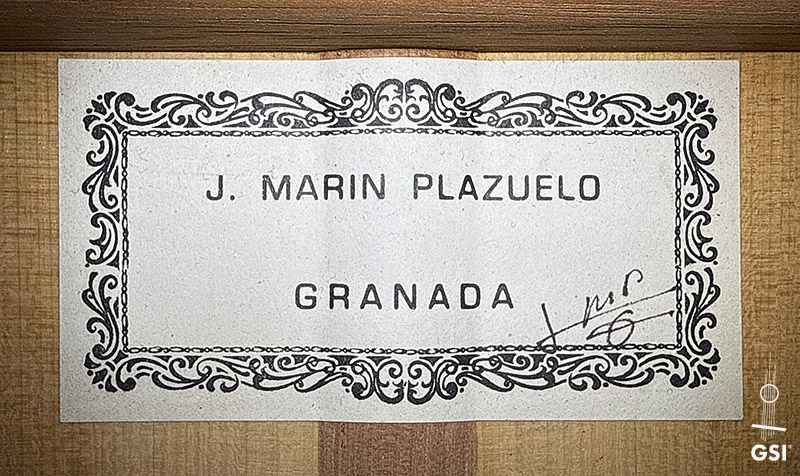 J. MARIN PLAZUELO
GRANADA
GSI